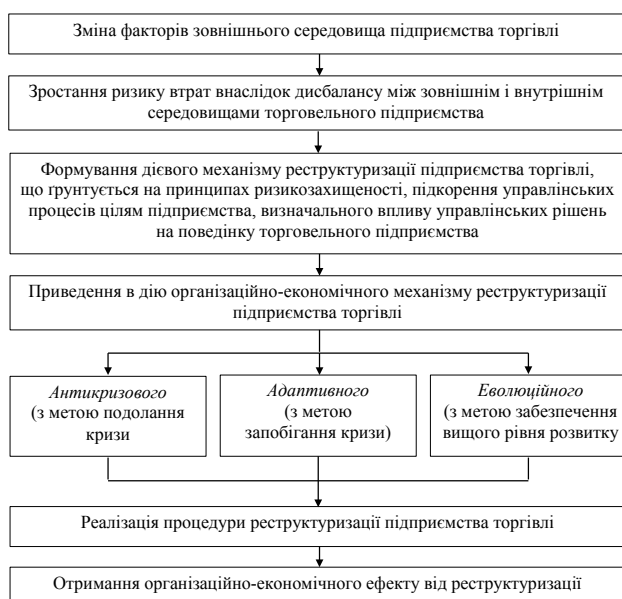 Зміна факторів зовнішнього середовища підприємства торгівлі
Зростання ризику втрат внаслідок дисбалансу між зовнішнім і внутрішнім
середовищами торговельного підприємства
Формування дієвого механізму реструктуризації підприємства торгівлі,
що ґрунтується на принципах ризикозахищеності, підкорення управлінських
процесів цілям підприємства, визначального впливу управлінських рішень
на поведінку торговельного підприємства
Приведення в дію організаційно-економічного механізму реструктуризації
підприємства торгівлі
Антикризового
(з метою подолання
кризи
Адаптивного
(з метою
запобігання кризи)
Еволюційного
(з метою забезпечення
вищого рівня розвитку
Реалізація процедури реструктуризації підприємства торгівлі
Отримання організаційно-економічного ефекту від реструктуризації